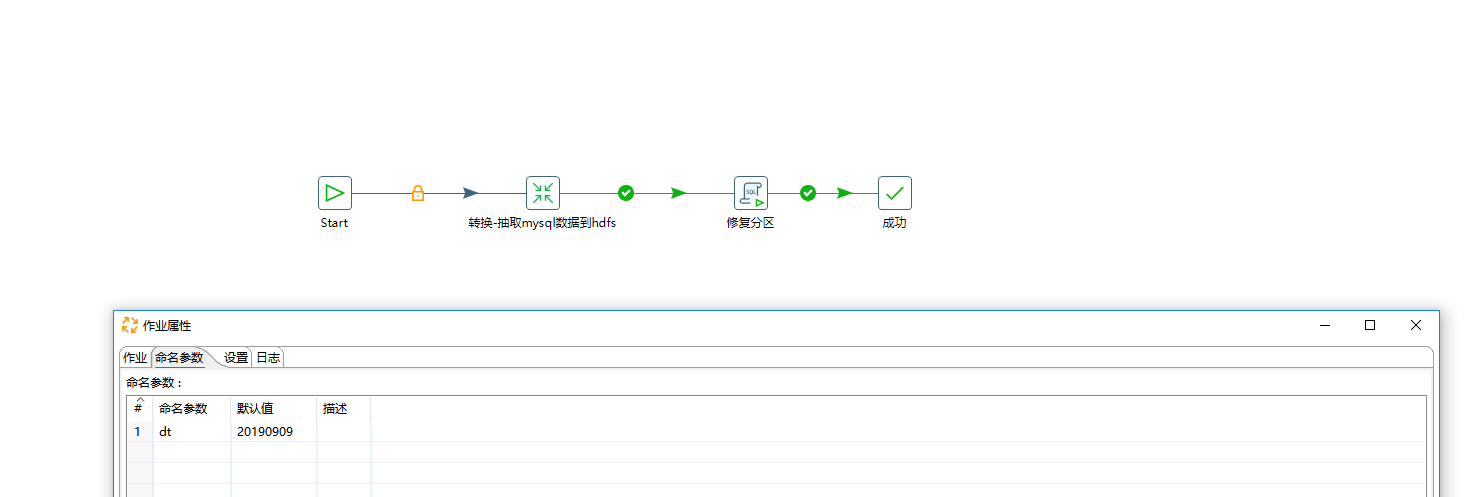 SQL
Start
转换-抽取mysql数据到hdfs
修复分区
成功
作业属性
作业 命名参数 设置 日志
命名参数 :
# 命名参数 默认值 描述
1 dt 20190909